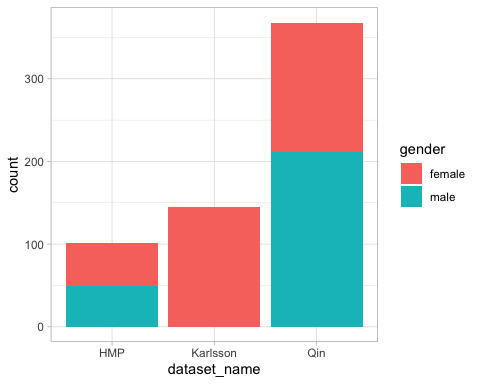 300
200
100
0
count
HMP Karlsson Qin
dataset_name
gender
female
male